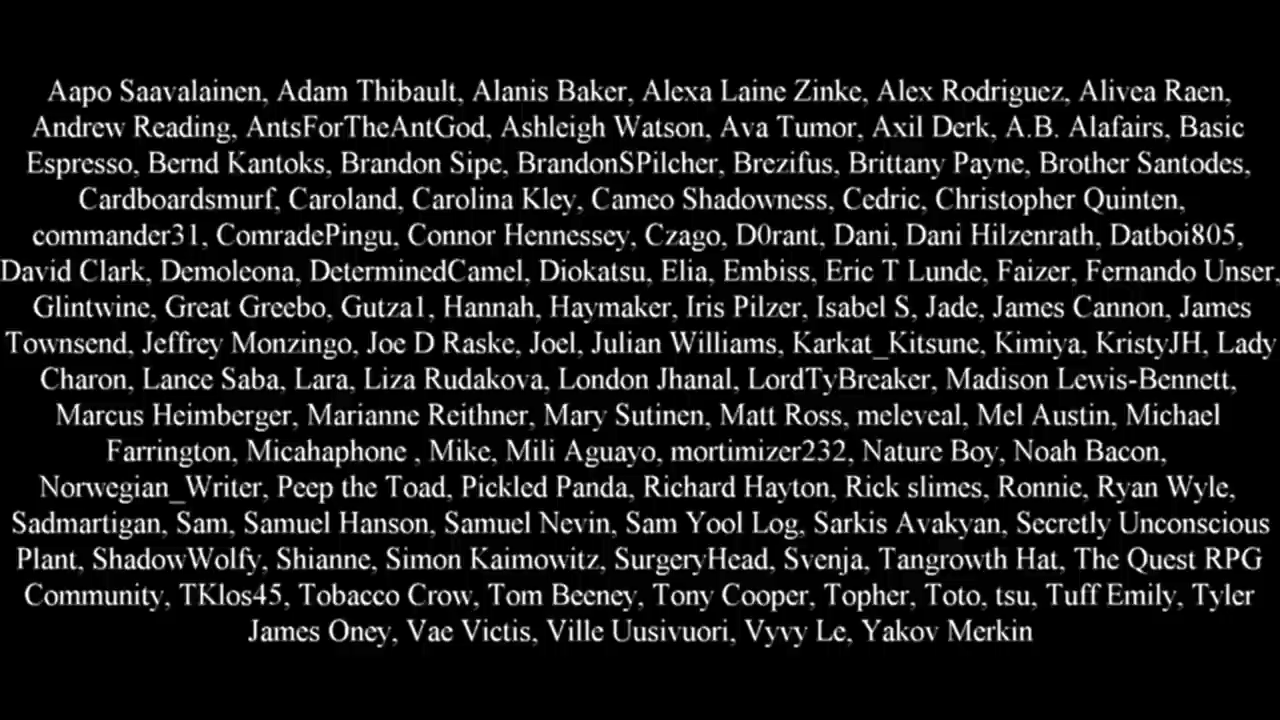 Aapo Saavalainen, Adam Thibault, Alanis Baker, Alexa Laine Zinke, Alex Rodriguez, Alivea Raen,
Andrew Reading, AntsForTheAntGod, Ashleigh Watson, Ava Tumor, Axil Derk, A.B. Alafairs, Basic
Espresso, Bernd Kantoks, Brandon Sipe, BrandonSPilcher, Brezifus, Brittany Payne, Brother Santodes,
Cardboardsmurf, Caroland, Carolina Kley, Cameo Shadowness, Cedric, Christopher Quinten,
commander31, ComradePingu, Connor Hennessey, Czago, D0rant, Dani, Dani Hilzenrath, Datboi805,
David Clark, Demoleona, DeterminedCamel, Diokatsu, Elia, Embiss, Eric T Lunde, Faizer, Fernando Unser,
Glintwine, Great Greebo, Gutza1, Hannah, Haymaker, Iris Pilzer, Isabel S, Jade, James Cannon, James
Townsend, Jeffrey Monzingo, Joe D Raske, Joel, Julian Williams, Karkat_Kitsune, Kimiya, KristyJH, Lady
Charon, Lance Saba, Lara, Liza Rudakova, London Jhanal, LordTyBreaker, Madison Lewis-Bennett,
Marcus Heimberger, Marianne Reithner, Mary Sutinen, Matt Ross, meleveal, Mel Austin, Michael
Farrington, Micahaphone , Mike, Mili Aguayo, mortimizer232, Nature Boy, Noah Bacon,
Norwegian_Writer, Peep the Toad, Pickled Panda, Richard Hayton, Rick slimes, Ronnie, Ryan Wyle,
Sadmartigan, Sam, Samuel Hanson, Samuel Nevin, Sam Yool Log, Sarkis Avakyan, Secretly Unconscious
Plant, ShadowWolfy, Shianne, Simon Kaimowitz, SurgeryHead, Svenja, Tangrowth Hat, The Quest RPG
Community, TKlos45, Tobacco Crow, Tom Beeney, Tony Cooper, Topher, Toto, tsu, Tuff Emily, Tyler
James Oney, Vae Victis, Ville Uusivuori, Vyvy Le, Yakov Merkin